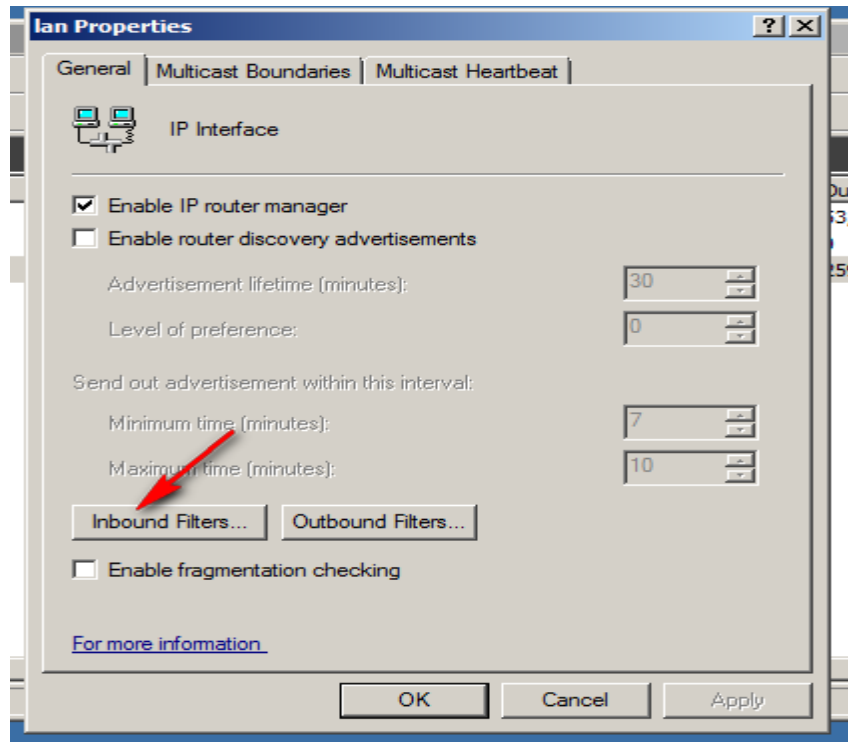 lan Properties
General Multicast Boundaries Multicast Heartbeat
IP Interface
Enable IP router manager
Enable router discovery advertisements
Advertisement lifetime (minutes): 30
Level of preference: 0
Send out advertisement within this interval:
Minimum time (minutes): 7
Maximum time (minutes): 10
Inbound Filters... Outbound Filters...
Enable fragmentation checking
For more information
OK Cancel Apply